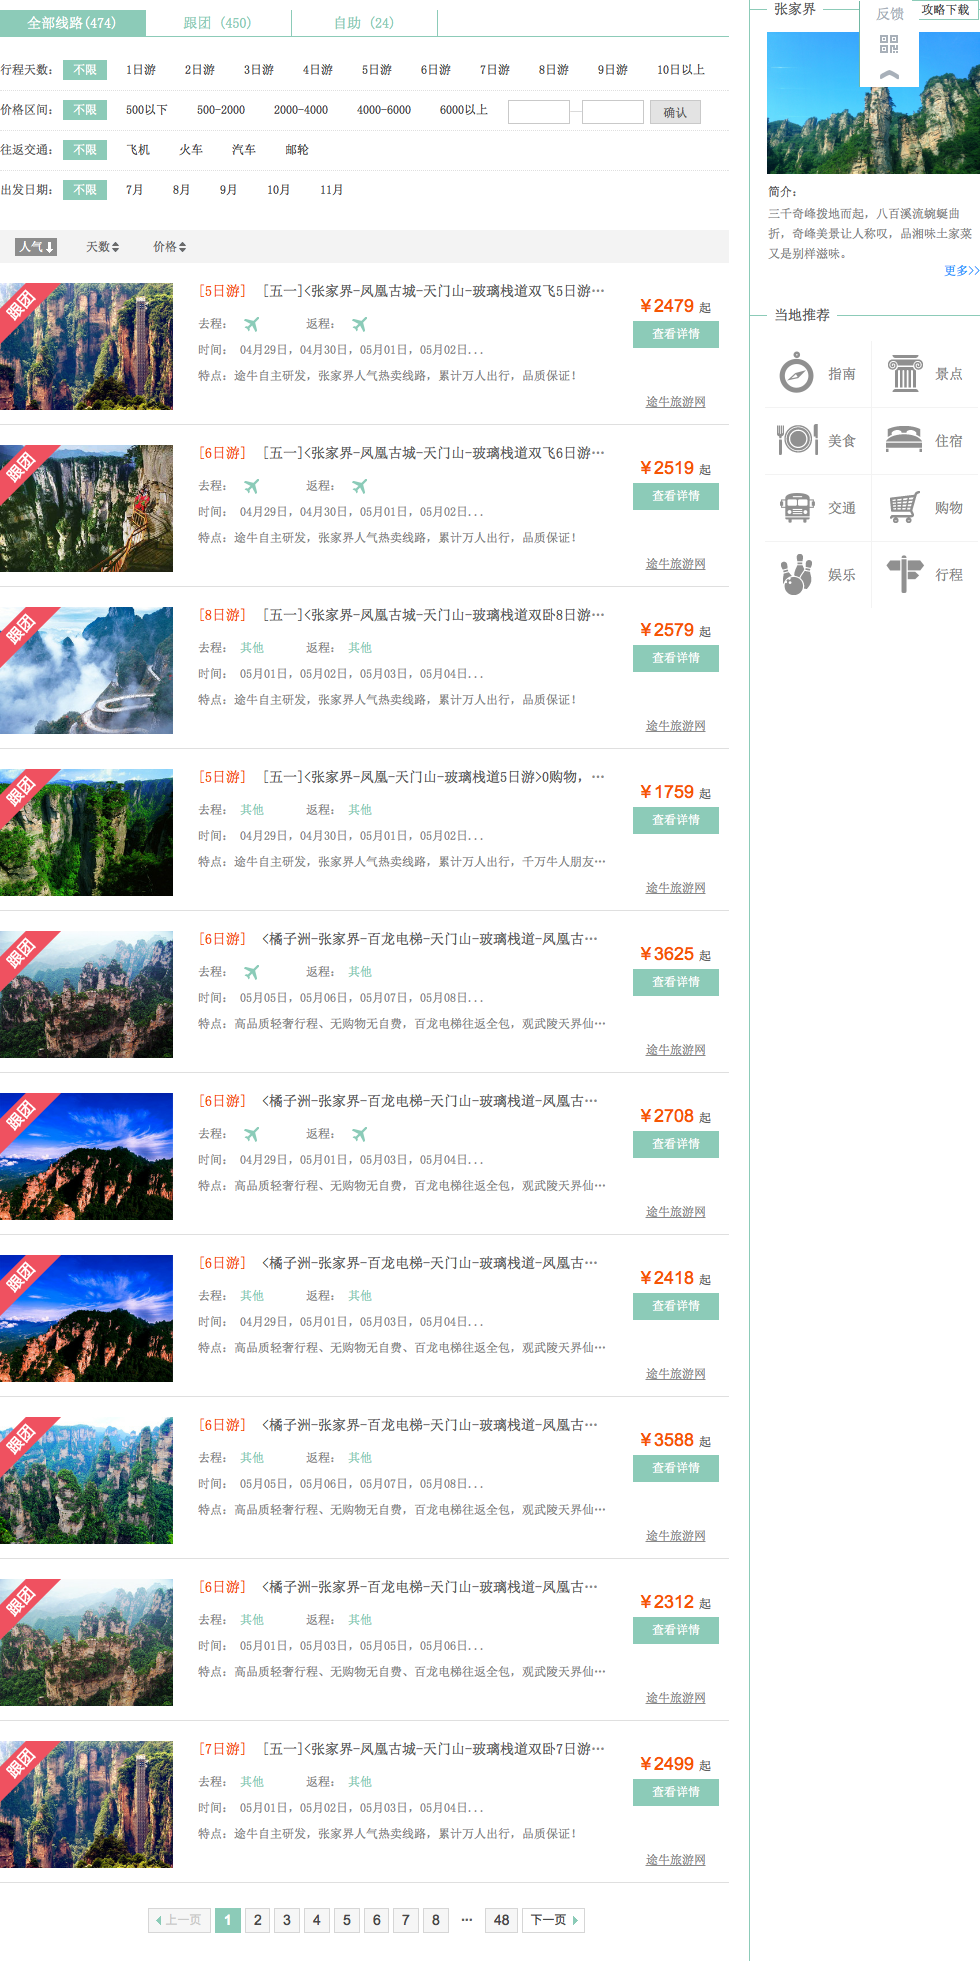 全部线路(474)
跟团 (450)
自助 (24)
行程天数： 不限 1日游 2日游 3日游 4日游 5日游 6日游 7日游 8日游 9日游 10日以上
价格区间： 不限 500以下 500-2000 2000-4000 4000-6000 6000以上 — 确认
往返交通： 不限 飞机 火车 汽车 邮轮
出发日期： 不限 7月 8月 9月 10月 11月
人气 天数 价格
跟团
[5日游] [五一]<张家界-凤凰古城-天门山-玻璃栈道双飞5日游…
去程： 返程：
时间： 04月29日, 04月30日, 05月01日, 05月02日...
特点：途牛自主研发，张家界人气热卖线路，累计万人出行，品质保证！
¥2479 起
查看详情
途牛旅游网
跟团
[6日游] [五一]<张家界-凤凰古城-天门山-玻璃栈道双飞6日游…
去程： 返程：
时间： 04月29日, 04月30日, 05月01日, 05月02日...
特点：途牛自主研发，张家界人气热卖线路，累计万人出行，品质保证！
¥2519 起
查看详情
途牛旅游网
跟团
[8日游] [五一]<张家界-凤凰古城-天门山-玻璃栈道双卧8日游…
去程： 其他 返程： 其他
时间： 05月01日, 05月02日, 05月03日, 05月04日...
特点：途牛自主研发，张家界人气热卖线路，累计万人出行，品质保证！
¥2579 起
查看详情
途牛旅游网
跟团
[5日游] [五一]<张家界-凤凰-天门山-玻璃栈道5日游>0购物，…
去程： 其他 返程： 其他
时间： 04月29日, 04月30日, 05月01日, 05月02日...
特点：途牛自主研发，张家界人气热卖线路，累计万人出行，千万牛人朋友…
¥1759 起
查看详情
途牛旅游网
跟团
[6日游] <橘子洲-张家界-百龙电梯-天门山-玻璃栈道-凤凰古…
去程： 返程： 其他
时间： 05月05日, 05月06日, 05月07日, 05月08日...
特点：高品质轻奢行程、无购物无自费，百龙电梯往返全包，观武陵天界仙…
¥3625 起
查看详情
途牛旅游网
跟团
[6日游] <橘子洲-张家界-百龙电梯-天门山-玻璃栈道-凤凰古…
去程： 返程：
时间： 04月29日, 05月01日, 05月03日, 05月04日...
特点：高品质轻奢行程、无购物无自费，百龙电梯往返全包，观武陵天界仙…
¥2708 起
查看详情
途牛旅游网
跟团
[6日游] <橘子洲-张家界-百龙电梯-天门山-玻璃栈道-凤凰古…
去程： 其他 返程： 其他
时间： 04月29日, 05月01日, 05月03日, 05月04日...
特点：高品质轻奢行程、无购物无自费、百龙电梯往返全包，观武陵天界仙…
¥2418 起
查看详情
途牛旅游网
跟团
[6日游] <橘子洲-张家界-百龙电梯-天门山-玻璃栈道-凤凰古…
去程： 其他 返程： 其他
时间： 05月05日, 05月06日, 05月07日, 05月08日...
特点：高品质轻奢行程、无购物无自费，百龙电梯往返全包，观武陵天界仙…
¥3588 起
查看详情
途牛旅游网
跟团
[6日游] <橘子洲-张家界-百龙电梯-天门山-玻璃栈道-凤凰古…
去程： 其他 返程： 其他
时间： 05月01日, 05月03日, 05月05日, 05月06日...
特点：高品质轻奢行程、无购物无自费、百龙电梯往返全包，观武陵天界仙…
¥2312 起
查看详情
途牛旅游网
跟团
[7日游] [五一]<张家界-凤凰古城-天门山-玻璃栈道双卧7日游…
去程： 其他 返程： 其他
时间： 05月01日, 05月02日, 05月03日, 05月04日...
特点：途牛自主研发，张家界人气热卖线路，累计万人出行，品质保证！
¥2499 起
查看详情
途牛旅游网
上一页 1 2 3 4 5 6 7 8 … 48 下一页
张家界
反馈
攻略下载
简介：
三千奇峰拨地而起，八百溪流蜿蜒曲
折，奇峰美景让人称叹，品湘味土家菜
又是别样滋味。
更多>>
当地推荐
指南 景点
美食 住宿
交通 购物
娱乐 行程